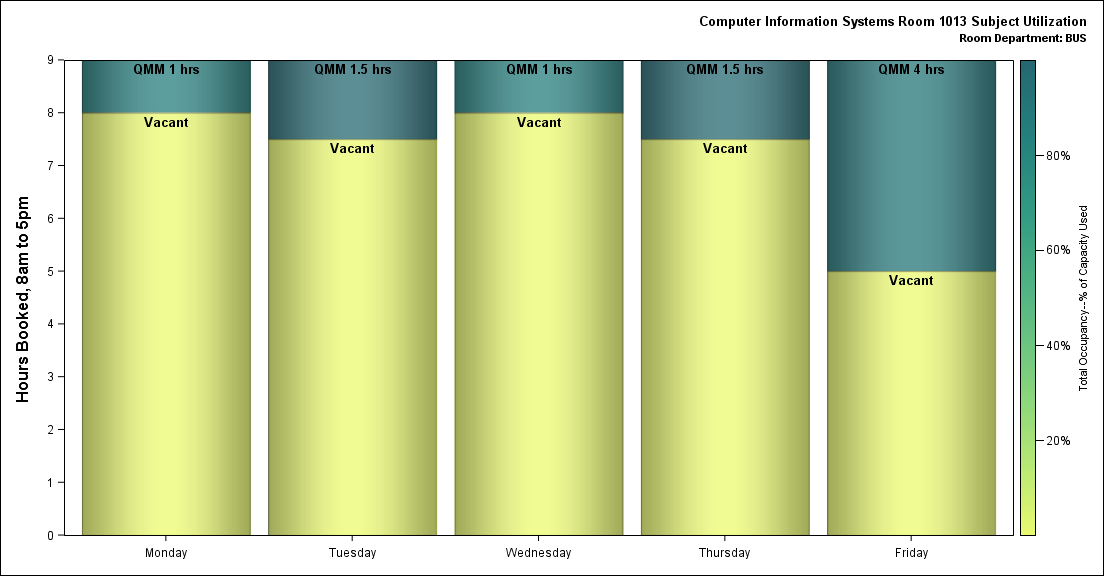 Computer Information Systems Room 1013 Subject Utilization
Room Department: BUS
Hours Booked, 8am to 5pm
9
8
7
6
5
4
3
2
1
0
QMM 1 hrs
Vacant
QMM 1.5 hrs
Vacant
QMM 1 hrs
Vacant
QMM 1.5 hrs
Vacant
QMM 4 hrs
Vacant
Monday
Tuesday
Wednesday
Thursday
Friday
80%
60%
40%
20%
Total Occupancy--% of Capacity Used